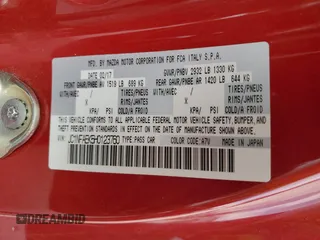 MFD BY MAZDA MOTOR CORPORATION FOR FCA ITALY S.P.A.
DATE 02/17 GVWR/PNBV 2932 LB 1330 KG
FRONT GAWR/PNBE AV 1519 LB 689 KG REAR GAWR/PNBE AR 1420 LB 644 KG
WITH/AVEC TIRES/PNEUS WITH/AVEC TIRES/PNEUS
X RIMS/JANTES X RIMS/JANTES
KPA/ PSI/ COLD/A FROID KPA/ PSI/ COLD/A FROID
THIS VEHICLE CONFORMS TO ALL APPLICABLE U.S. FEDERAL MOTOR VEHICLE SAFETY, BUMPER, AND THEFT PREVENTION STANDARDS IN EFFECT ON THE DATE OF MANUFACTURE SHOWN ABOVE.
TYPE PASS CAR
COLOR:CODE: A7V MADE IN JAPAN
DREAMBID